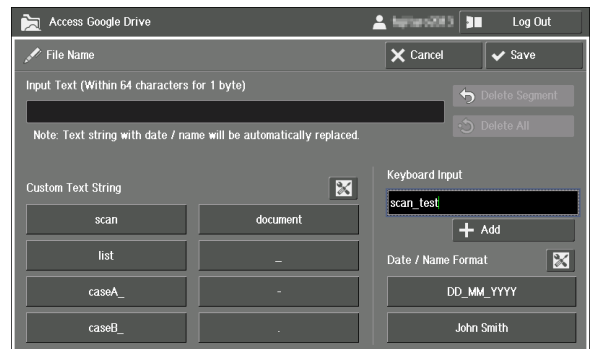 Access Google Drive
Log Out
File Name
Cancel
Save
Input Text (Within 64 characters for 1 byte)
Delete Segment
Note: Text string with date / name will be automatically replaced.
Delete All
Custom Text String
Keyboard Input
scan_test
scan
document
Add
list
_
Date / Name Format
caseA_
-
DD_MM_YYYY
caseB_
.
John Smith